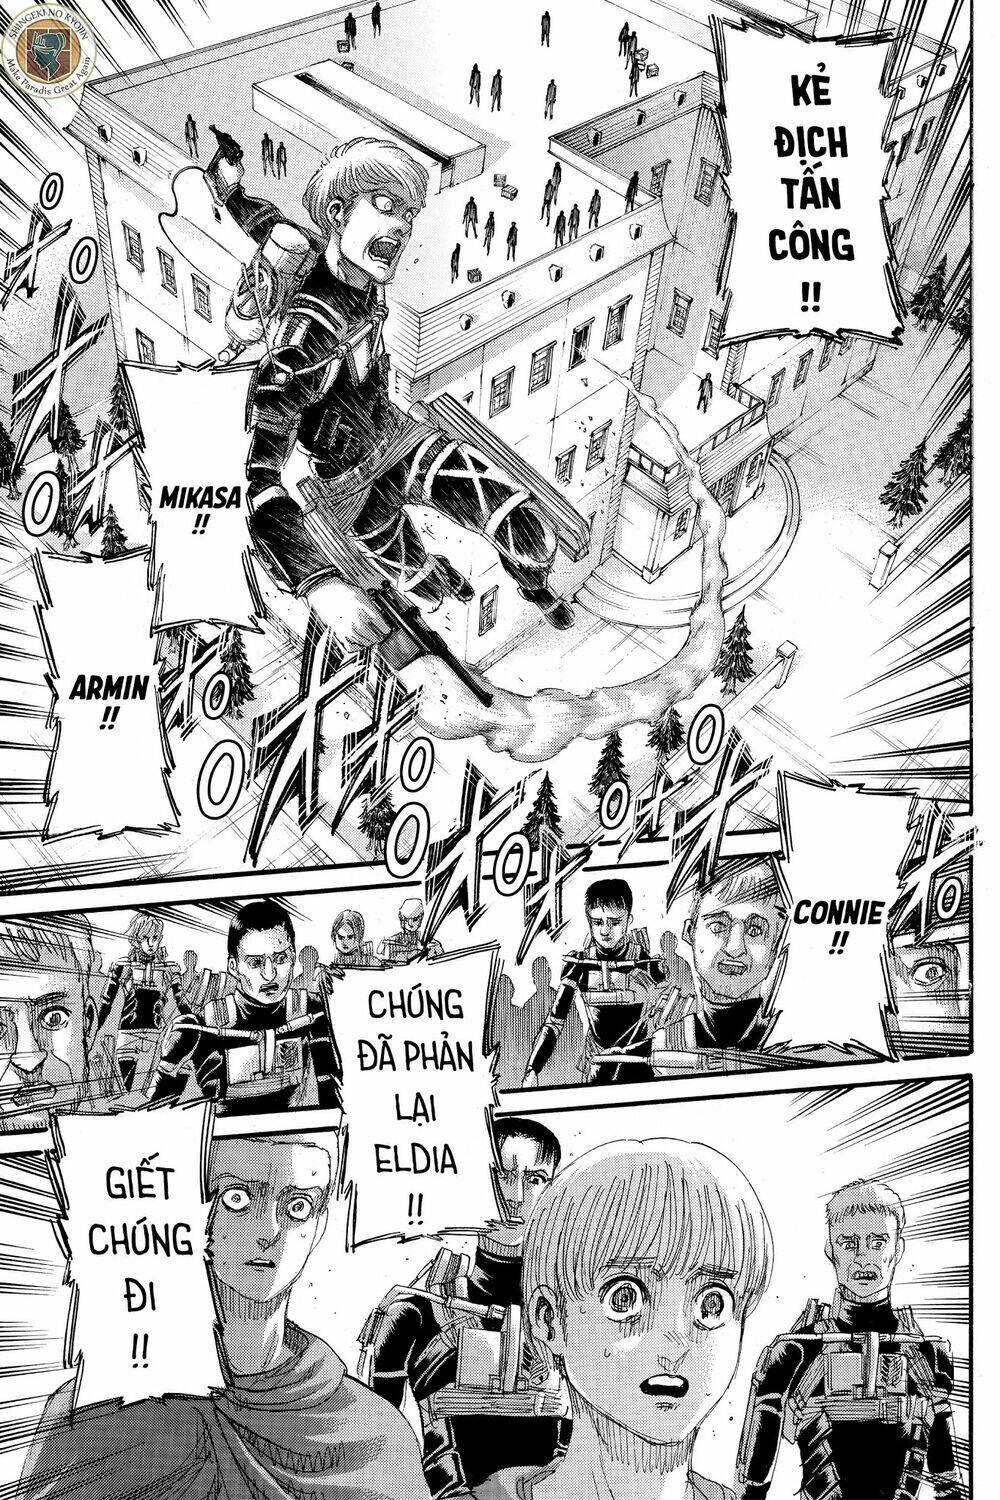 SHINGEKI NO KYOJIN
Make Paradis Great Again
KẺ
ĐỊCH
TẤN
CÔNG
!!
MIKASA
!!
ARMIN
!!
CONNIE
!!
CHÚNG
ĐÃ PHẢN
LẠI
ELDIA
!!
GIẾT
CHÚNG
ĐI
!!